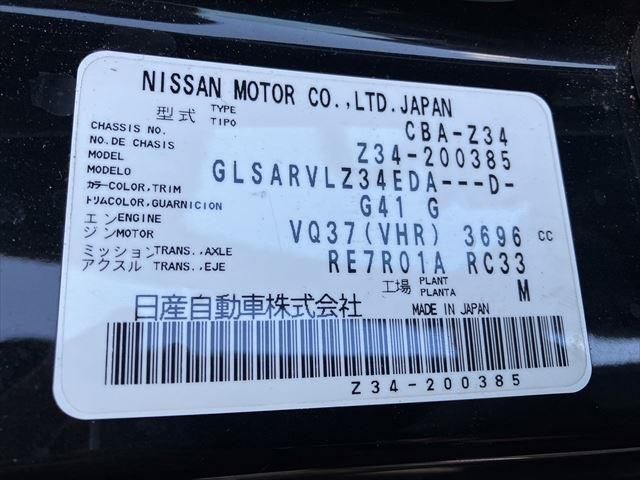 NISSAN MOTOR CO.,LTD.JAPAN
型式 TYPE TIPO CBA-Z34
CHASSIS NO. NO.DE CHASIS Z34-200385
MODEL MODELO GLSARVLZ34EDA---D-
カラー COLOR,TRIM トリム COLOR,GUARNICION G41 G
エンジン ENGINE MOTOR VQ37(VHR) 3696 cc
ミッション アクスル TRANS.,AXLE TRANS.,EJE RE7R01A RC33
工場 PLANT PLANTA M
日産自動車株式会社 MADE IN JAPAN
Z34-200385